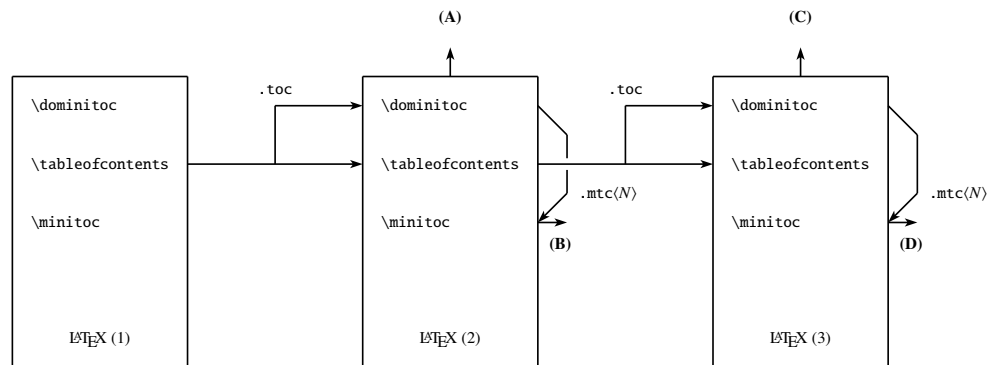 (A)
(C)
.toc
.toc
\dominitoc
\dominitoc
\dominitoc
\tableofcontents
\tableofcontents
\tableofcontents
.mtc⟨N⟩
.mtc⟨N⟩
\minitoc
\minitoc
\minitoc
(B)
(D)
LATEX (1)
LATEX (2)
LATEX (3)